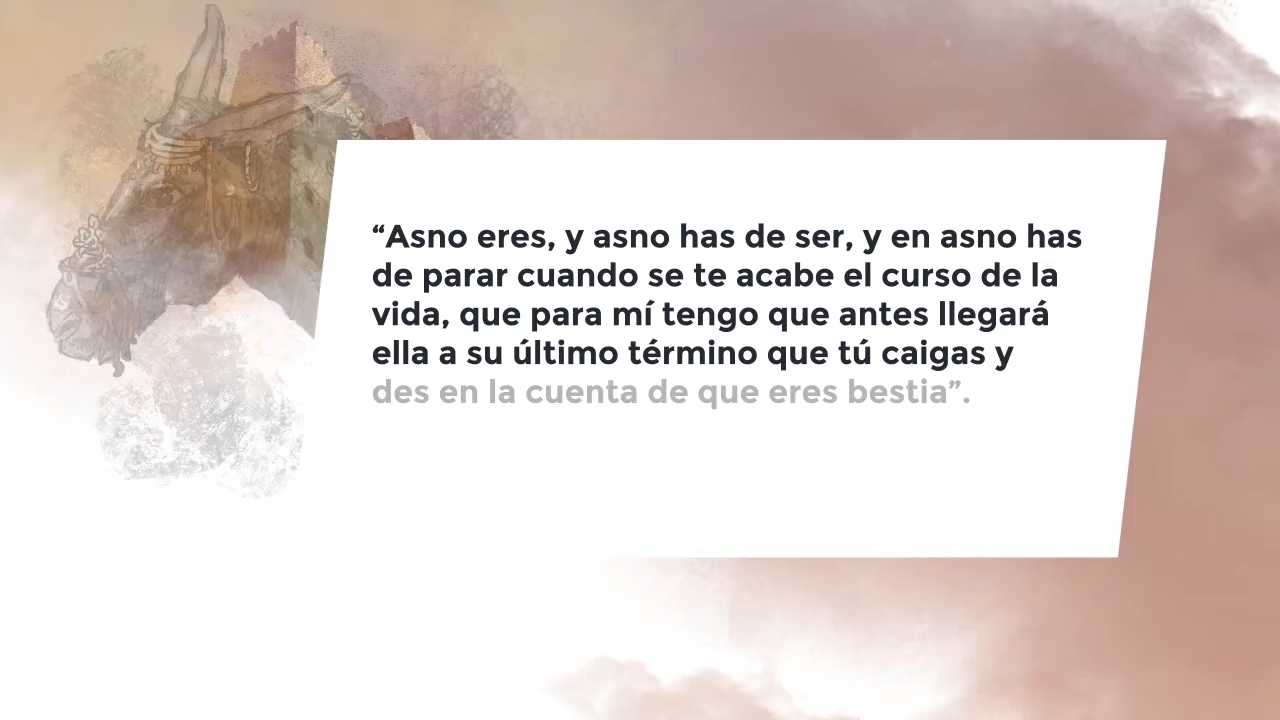 “Asno eres, y asno has de ser, y en asno has
de parar cuando se te acabe el curso de la
vida, que para mí tengo que antes llegará
ella a su último término que tú caigas y
des en la cuenta de que eres bestia”.